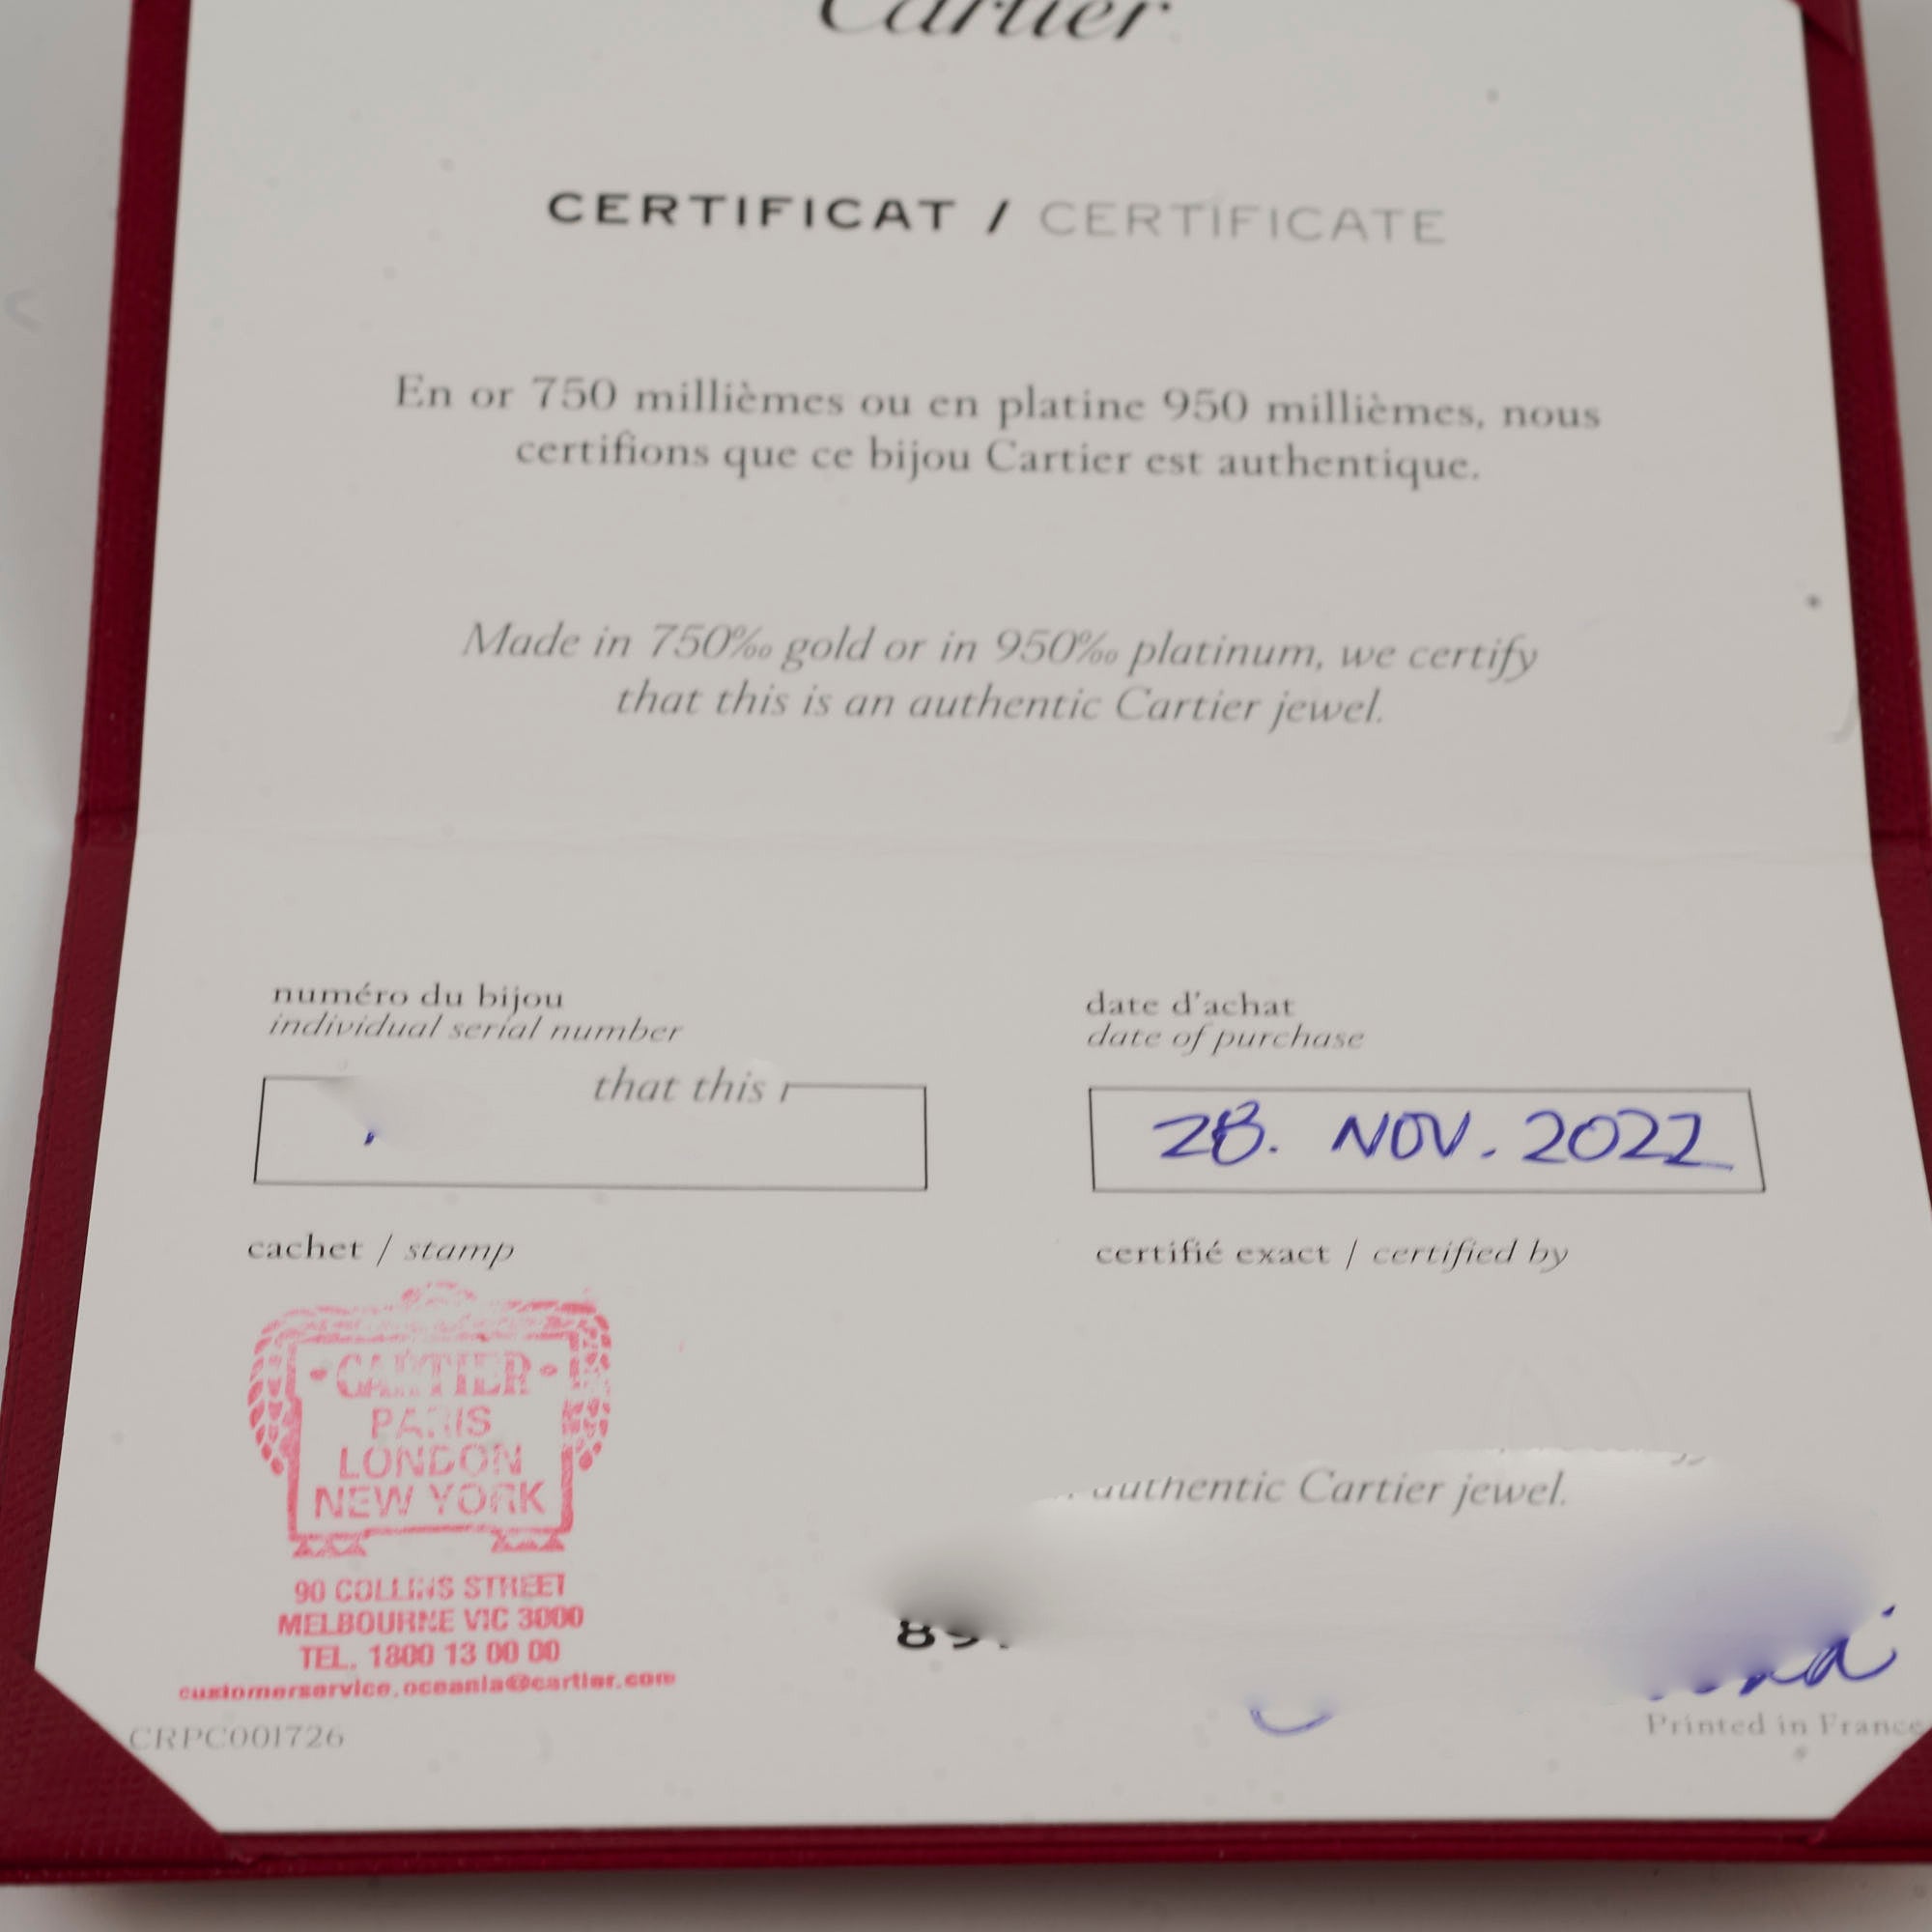 Cartier
CERTIFICAT / CERTIFICATE
En or 750 millièmes ou en platine 950 millièmes, nous
certifions que ce bijou Cartier est authentique.
Made in 750‰ gold or in 950‰ platinum, we certify
that this is an authentic Cartier jewel.
numéro du bijou
individual serial number
that this
date d'achat
date of purchase
28. NOV. 2022
cachet / stamp
CARTIER
PARIS
LONDON
NEW YORK
90 COLLINS STREET
MELBOURNE VIC 3000
TEL. 1800 13 00 00
customerservice.oceania@cartier.com
CRPC001726
certifié exact / certified by
authentic Cartier jewel.
Printed in France